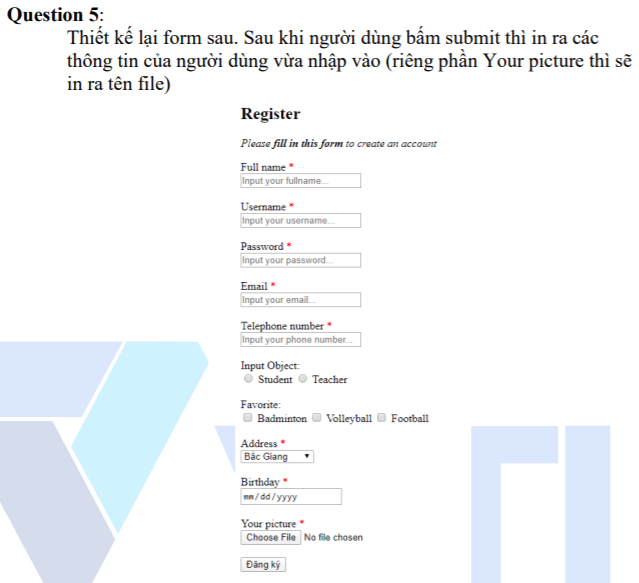 Question 5:
Thiết kế lại form sau. Sau khi người dùng bấm submit thì in ra các
thông tin của người dùng vừa nhập vào (riêng phần Your picture thì sẽ
in ra tên file)
Register
Please fill in this form to create an account
Full name *
Input your fullname...
Username *
Input your username...
Password *
Input your password...
Email *
Input your email...
Telephone number *
Input your phone number...
Input Object:
Student Teacher
Favorite:
Badminton Volleyball Football
Address *
Bắc Giang
Birthday *
mm/dd/yyyy
Your picture *
Choose File No file chosen
Đăng ký